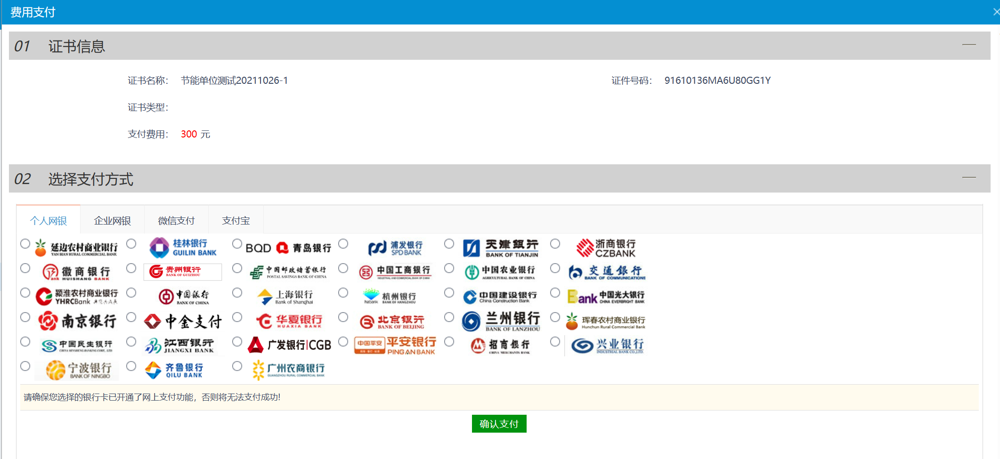 费用支付
01 证书信息
证书名称： 节能单位测试20211026-1 证件号码： 91610136MA6U80GG1Y
证书类型：
支付费用： 300 元
02 选择支付方式
个人网银 企业网银 微信支付 支付宝
延边农村商业银行 桂林银行 BQD 青岛银行 浦发银行 天津银行 浙商银行
YAN BIAN RURAL COMMERCIAL BANK GUILIN BANK SPD BANK BANK OF TIANJIN CZBANK
徽商银行 贵州银行 中国邮政储蓄银行 中国工商银行 中国农业银行 交通銀行
Bank HUISHANG BANK BANK OF GUIZHOU POSTAL SAVINGS BANK OF CHINA INDUSTRIAL AND COMMERCIAL BANK OF CHINA AGRICULTURAL BANK OF CHINA BANK OF COMMUNICATIONS
颍淮农村商业银行 中国银行 上海银行 杭州银行 中国建设银行 Bank 中国光大银行
YHRCBank BANK OF CHINA Bank of Shanghai hzbank BANK OF HANGZHOU China Construction Bank CHINA EVERBRIGHT BANK
南京银行 中金支付 华夏银行 北京银行 兰州银行 珲春农村商业银行
HUAXIA BANK BANK OF BEIJING BANK OF LANZHOU Hunchun Rural Commercial Bank
中国民生银行 江西银行 广发银行|CGB 中国平安 平安银行 招商银行 兴业银行
CHINA MINSHENG BANKING CORP., LTD JIANGXI BANK 保险·银行·投资 PING AN BANK CHINA MERCHANTS BANK INDUSTRIAL BANK CO.,LTD.
宁波银行 齐鲁银行 广州农商银行
BANK OF NINGBO QILU BANK GUANGZHOU RURAL COMMERCIAL BANK
请确保您选择的银行卡已开通了网上支付功能，否则将无法支付成功!
确认支付